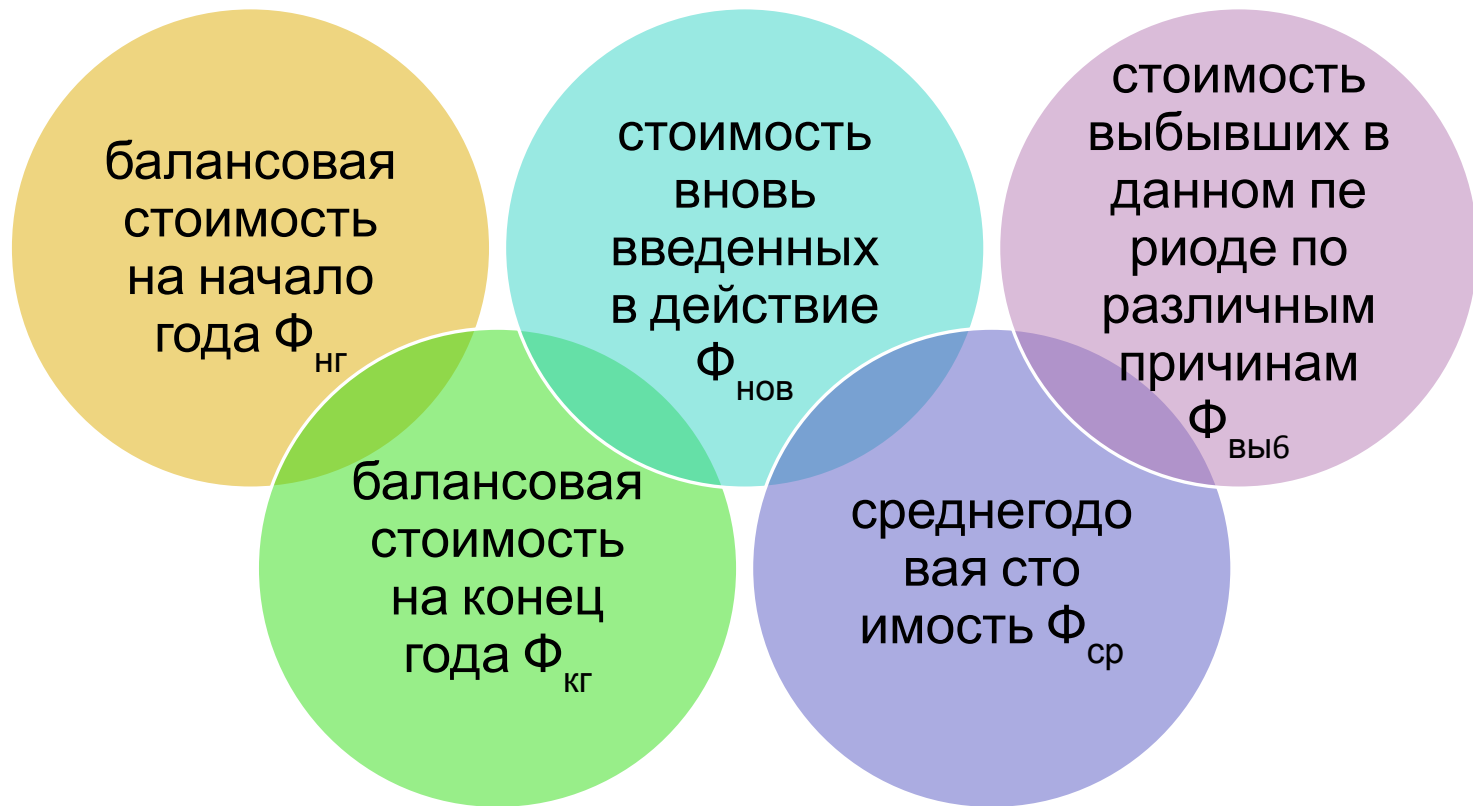 балансовая
стоимость
на начало
года Фнг
стоимость
вновь
введенных
в действие
Фнов
стоимость
выбывших в
данном пе
риоде по
различным
причинам
Фвы6
балансовая
стоимость
на конец
года Фкг
среднегодо
вая сто
имость Фср